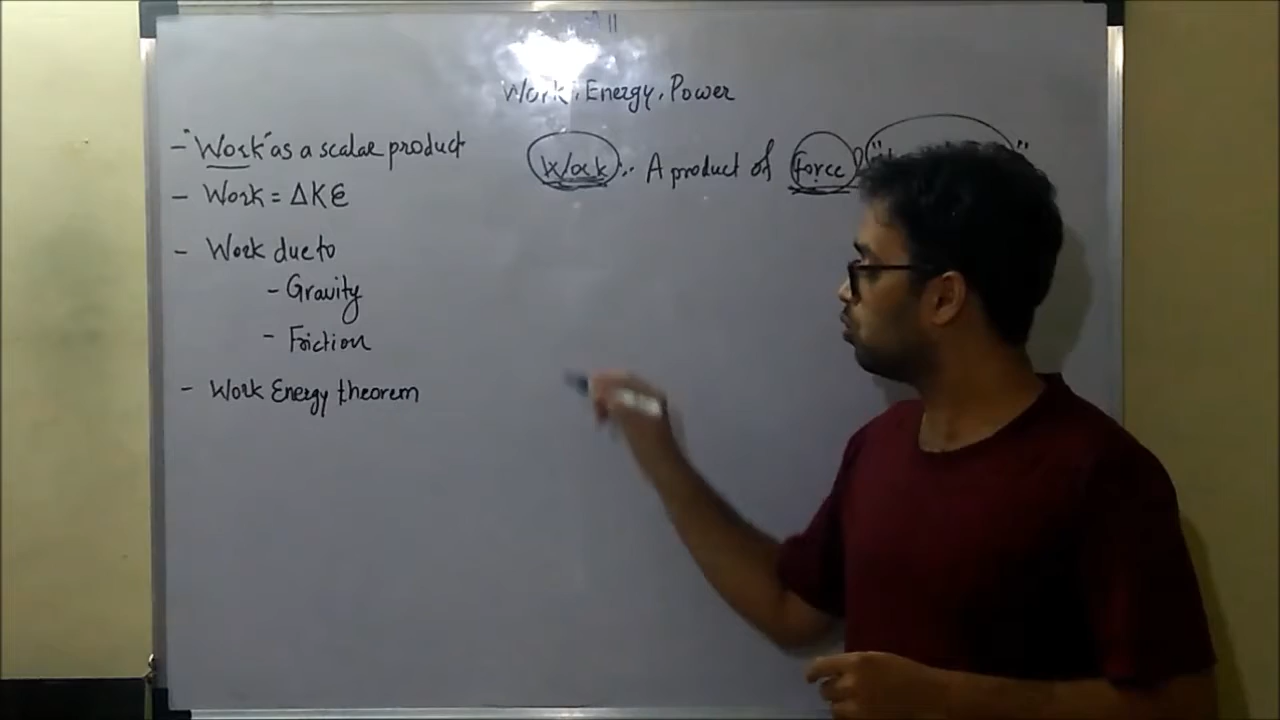 11
Work, Energy, Power
- "Work" as a scalar product
- Work = ΔKE
- Work due to
- Gravity
- Friction
- Work Energy theorem
Work :- A product of force